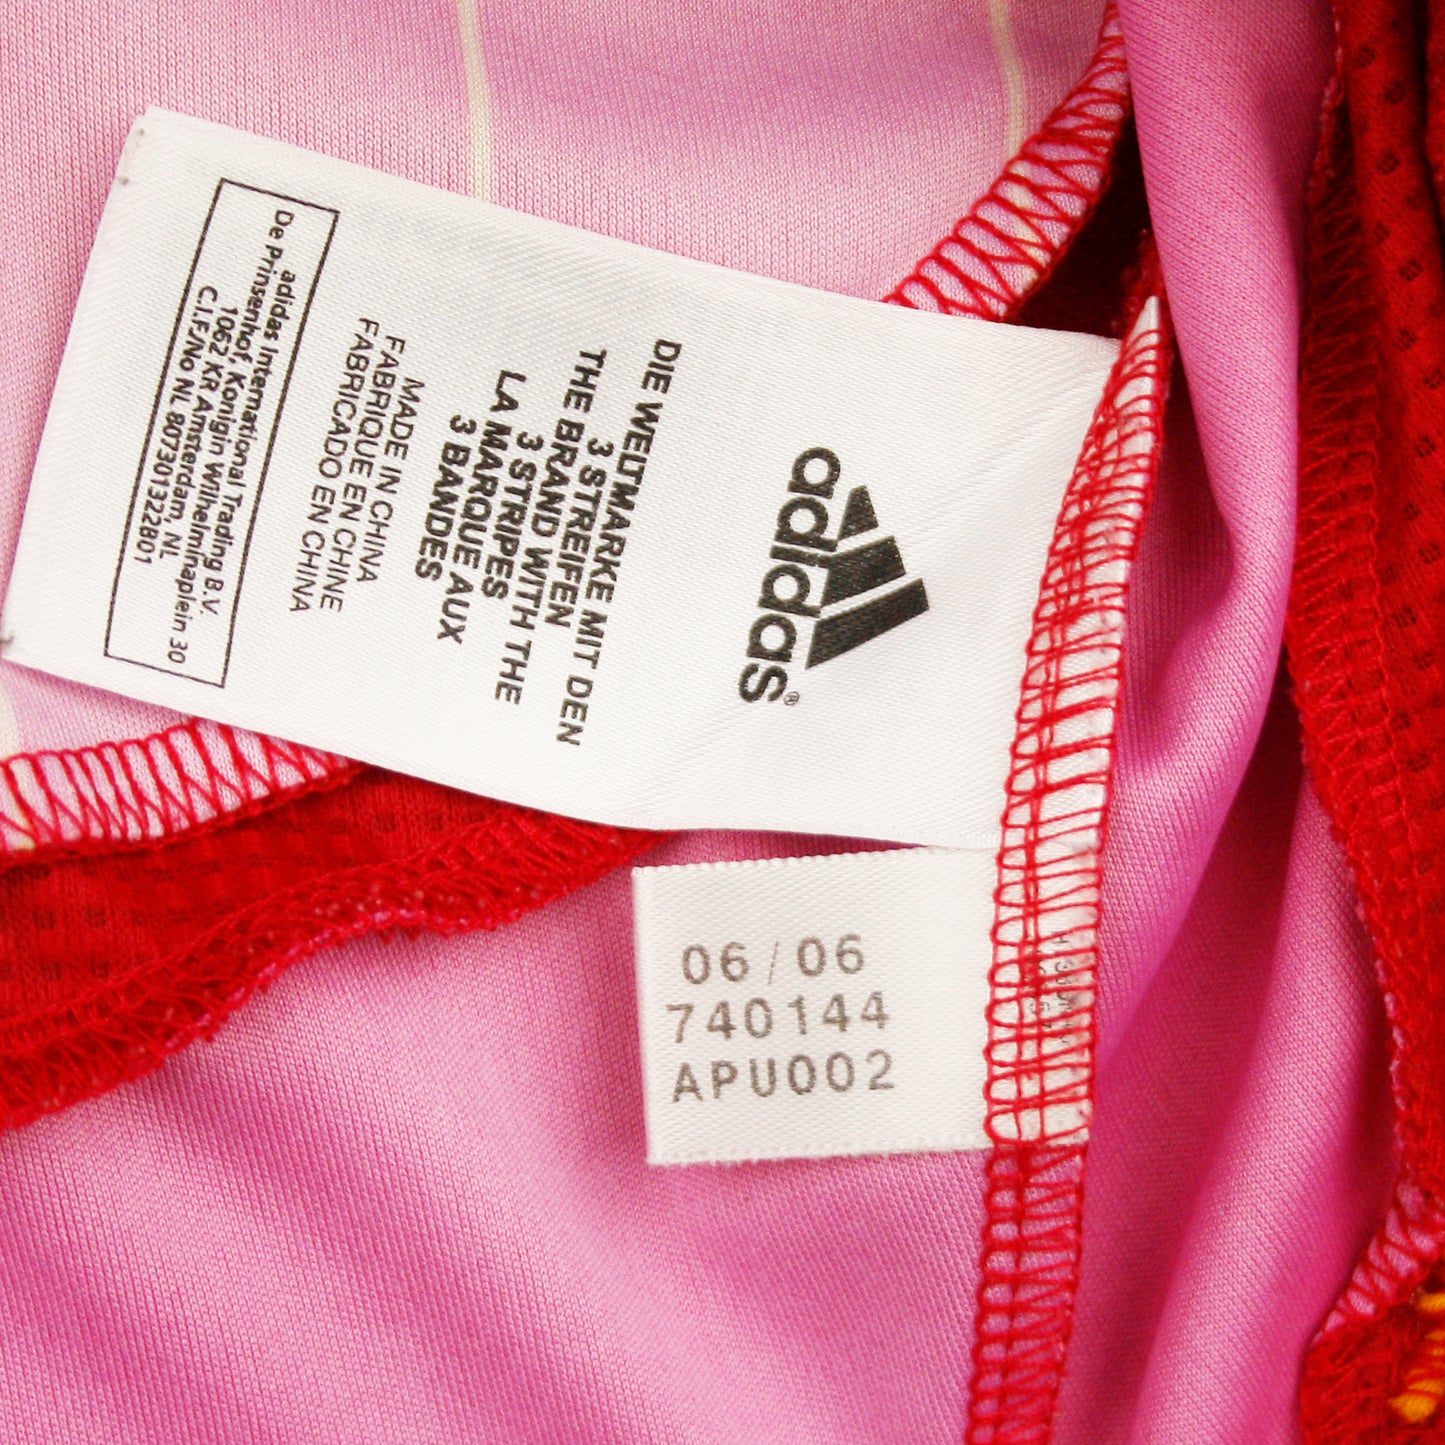 adidas®
DIE WELTMARKE MIT DEN
3 STREIFEN
THE BRAND WITH THE
3 STRIPES
LA MARQUE AUX
3 BANDES
MADE IN CHINA
FABRIQUE EN CHINE
FABRICADO EN CHINA
adidas International Trading B.V.
De Prinsenhof, Konigin Wilhelminaplein 30
1062 KR Amsterdam, NL
C.I.F/No NL 807301322B01
06/06
740144
APU002